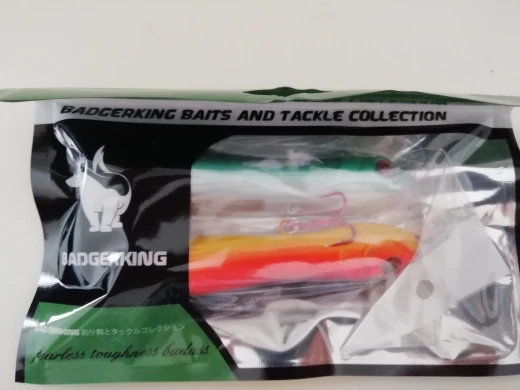 BADGERKING BAITS AND TACKLE COLLECTION
BADGERKING
BADGERKING 釣り餌とタックルコレクション
fearless toughness badass